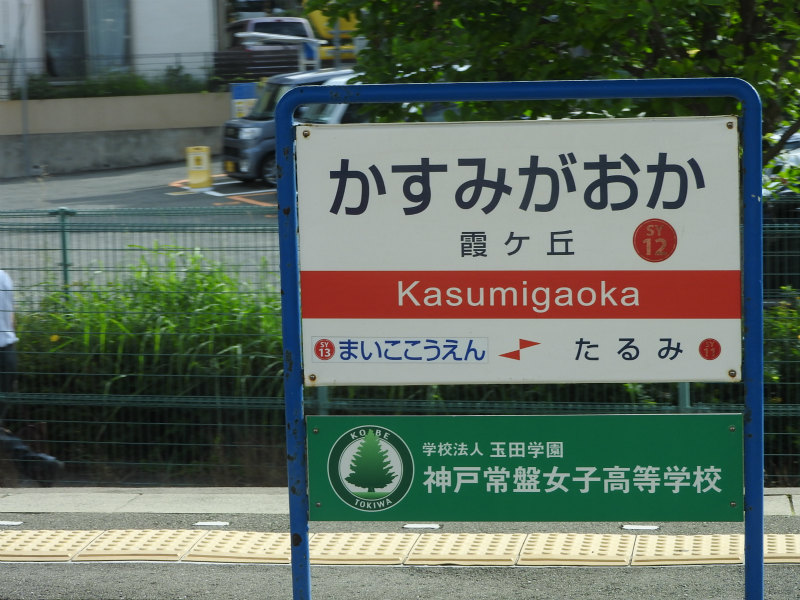 かすみがおか
霞ケ丘
SY
12
Kasumigaoka
SY
13
まいここうえん
たるみ
SY
11
KOBE
TOKIWA
学校法人 玉田学園
神戸常盤女子高等学校